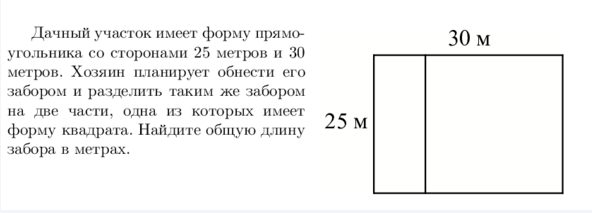 Дачный участок имеет форму прямо-
угольника со сторонами 25 метров и 30
метров. Хозяин планирует обнести его
забором и разделить таким же забором
на две части, одна из которых имеет
форму квадрата. Найдите общую длину
забора в метрах.
30 м
25 м